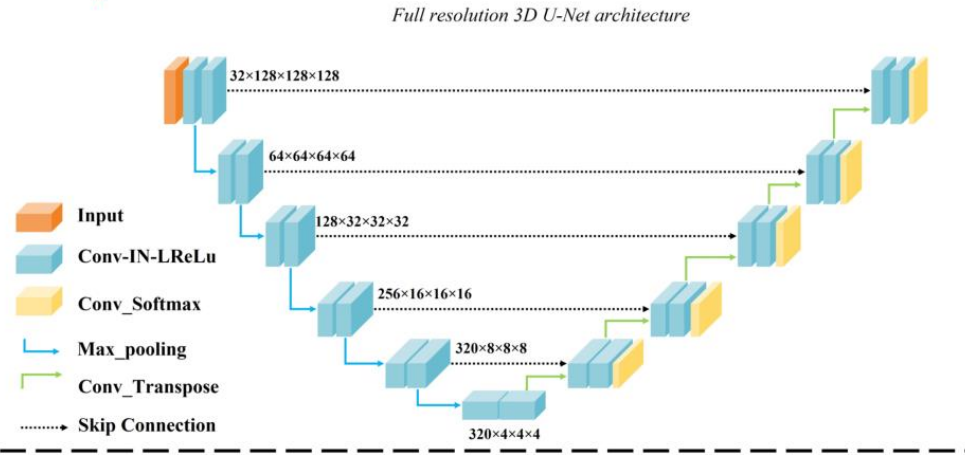 Full resolution 3D U-Net architecture
32×128×128×128
64×64×64×64
128×32×32×32
256×16×16×16
320×8×8×8
320×4×4×4
Input
Conv-IN-LReLu
Conv_Softmax
Max_pooling
Conv_Transpose
Skip Connection